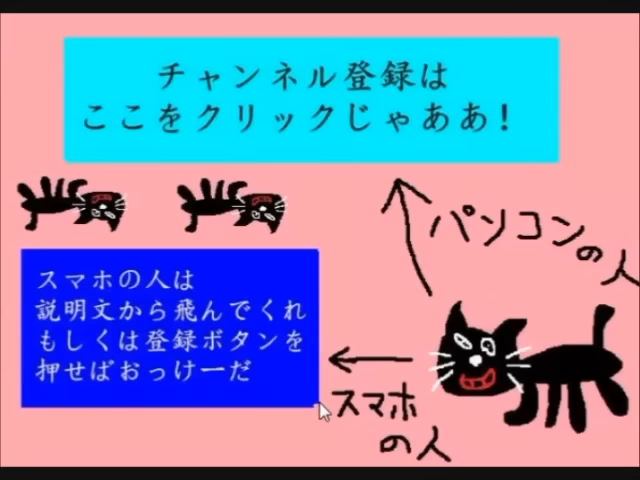 チャンネル登録は
ここをクリックじゃああ!
パソコンの人
スマホの人は
説明文から飛んでくれ
もしくは登録ボタンを
押せばおっけーだ
スマホ
の人